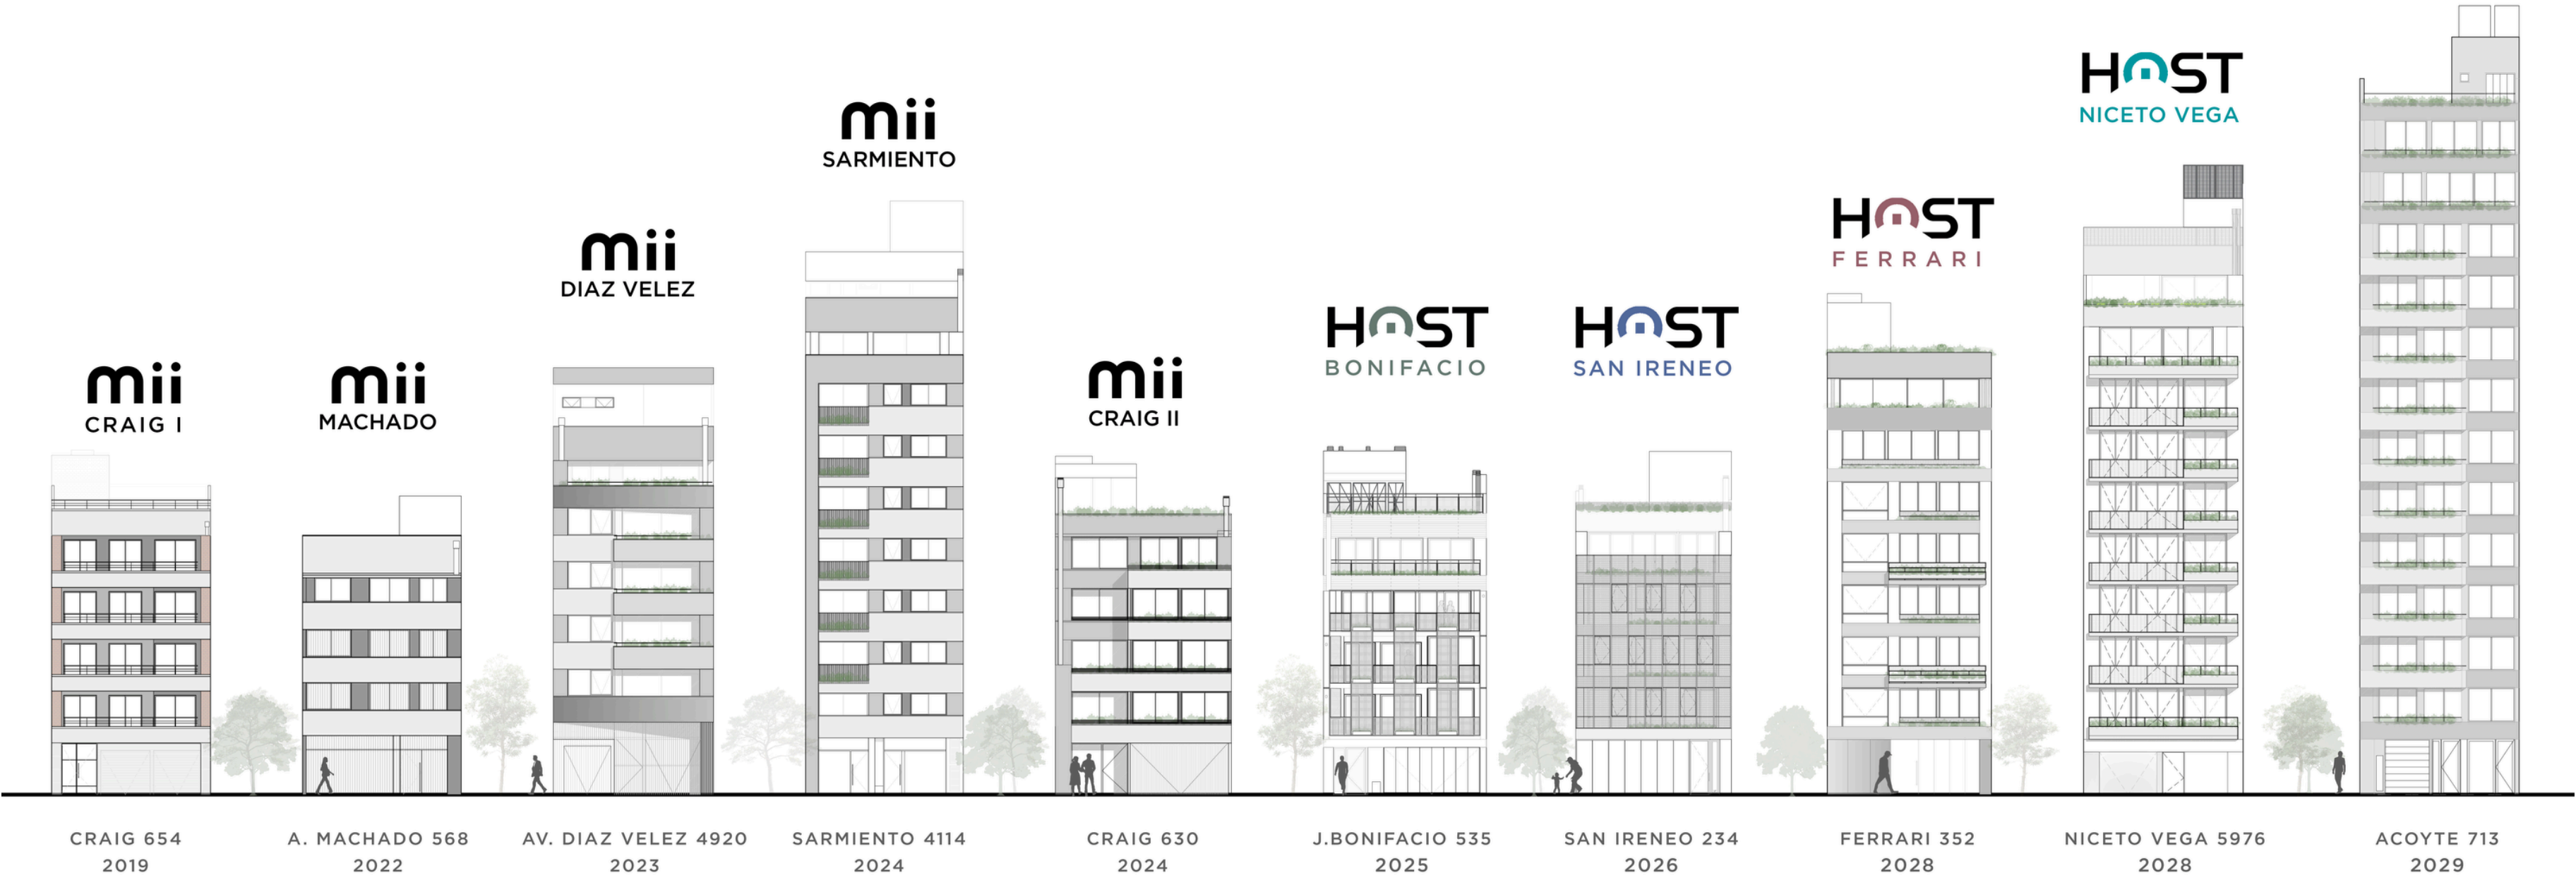 mii
CRAIG I
mii
MACHADO
mii
DIAZ VELEZ
mii
SARMIENTO
mii
CRAIG II
HOST
BONIFACIO
HOST
SAN IRENEO
HOST
FERRARI
HOST
NICETO VEGA
CRAIG 654
2019
A. MACHADO 568
2022
AV. DIAZ VELEZ 4920
2023
SARMIENTO 4114
2024
CRAIG 630
2024
J.BONIFACIO 535
2025
SAN IRENEO 234
2026
FERRARI 352
2028
NICETO VEGA 5976
2028
ACOYTE 713
2029